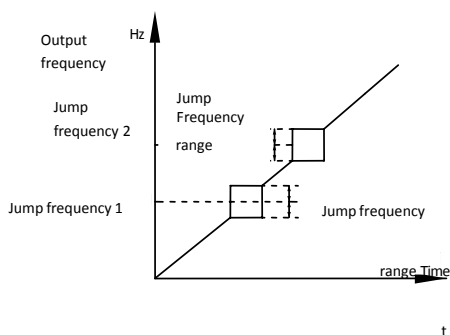 Hz
Output
frequency
Jump
frequency 2
Jump
Frequency
range
Jump frequency 1
Jump frequency
range Time
t